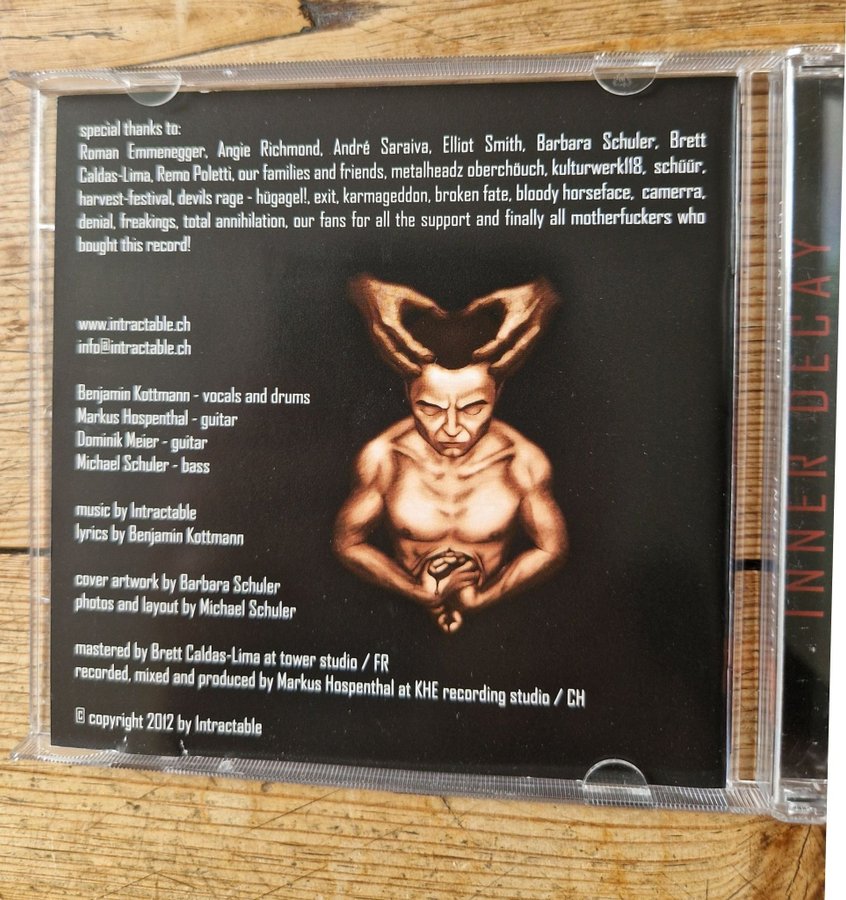 special thanks to:
Roman Emmenegger, Angie Richmond, André Saraiva, Elliot Smith, Barbara Schuler, Brett
Caldas-Lima, Remo Poletti, our families and friends, metalheadz oberchöuch, kulturwerk118, schüür,
harvest-festival, devils rage - hügagel!, exit, karmageddon, broken fate, bloody horseface, camerra,
denial, freakings, total annihilation, our fans for all the support and finally all motherfuckers who
bought this record!
www.intractable.ch
info@intractable.ch
Benjamin Kottmann - vocals and drums
Markus Hospenthal - guitar
Dominik Meier - guitar
Michael Schuler - bass
music by Intractable
lyrics by Benjamin Kottmann
cover artwork by Barbara Schuler
photos and layout by Michael Schuler
mastered by Brett Caldas-Lima at tower studio / FR
recorded, mixed and produced by Markus Hospenthal at KHE recording studio / CH
© copyright 2012 by Intractable
INNER DECAY